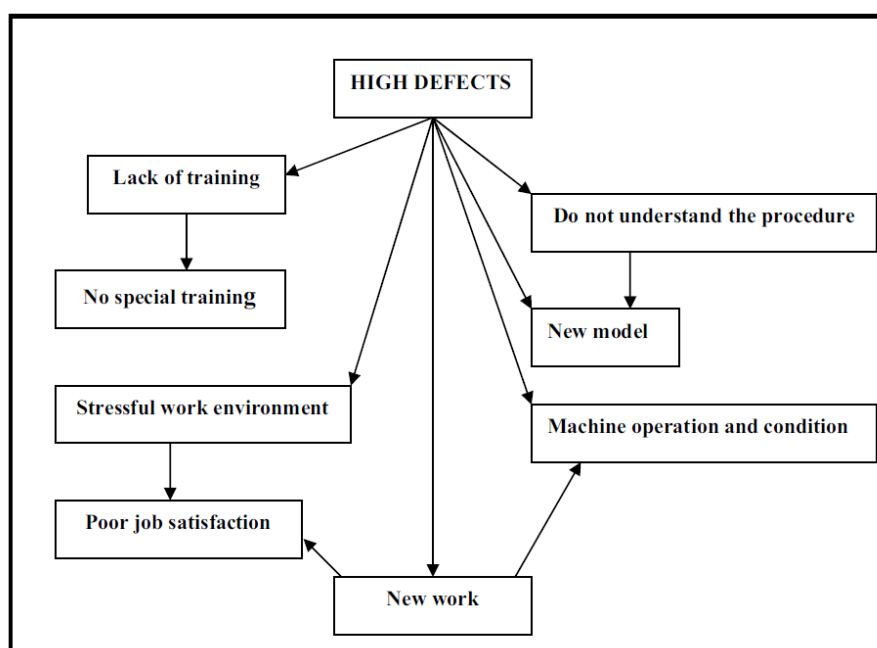 HIGH DEFECTS
Lack of training
Do not understand the procedure
No special training
New model
Stressful work environment
Machine operation and condition
Poor job satisfaction
New work